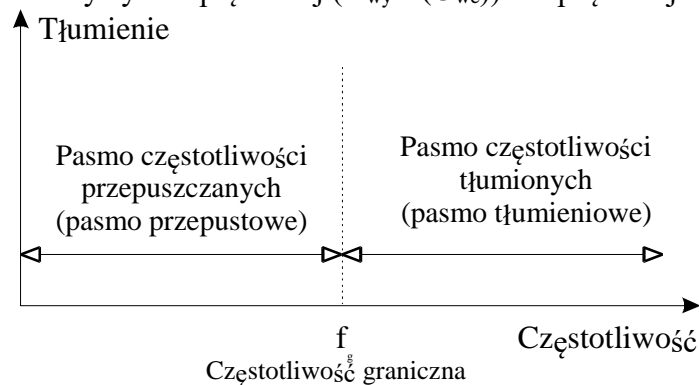 Tłumienie
Pasmo częstotliwości
przepuszczanych
(pasmo przepustowe)
Pasmo częstotliwości
tłumionych
(pasmo tłumieniowe)
f g
Częstotliwość
Częstotliwość graniczna